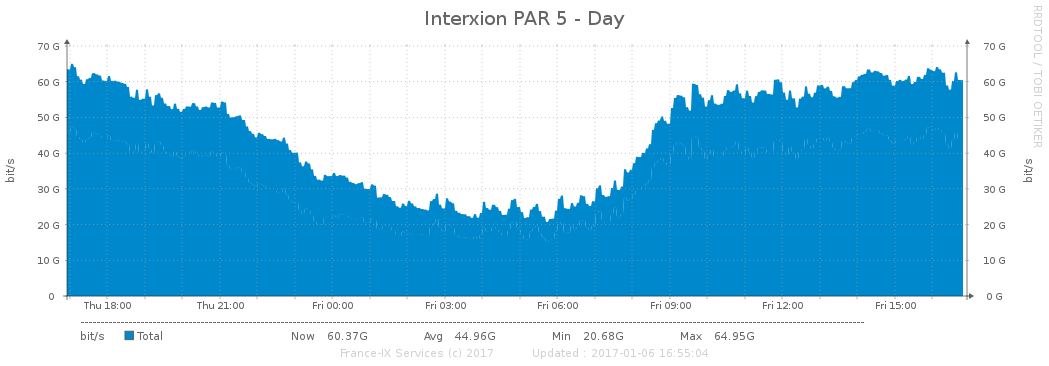 Interxion PAR 5 - Day
RRDTOOL / TOBI OETIKER
bit/s
70 G 70 G
60 G 60 G
50 G 50 G
40 G 40 G
30 G 30 G
20 G 20 G
10 G 10 G
0 0 G
bit/s
Thu 18:00 Thu 21:00 Fri 00:00 Fri 03:00 Fri 06:00 Fri 09:00 Fri 12:00 Fri 15:00
bit/s Total Now 60.37G Avg 44.96G Min 20.68G Max 64.95G
France-IX Services (c) 2017 Updated : 2017-01-06 16:55:04